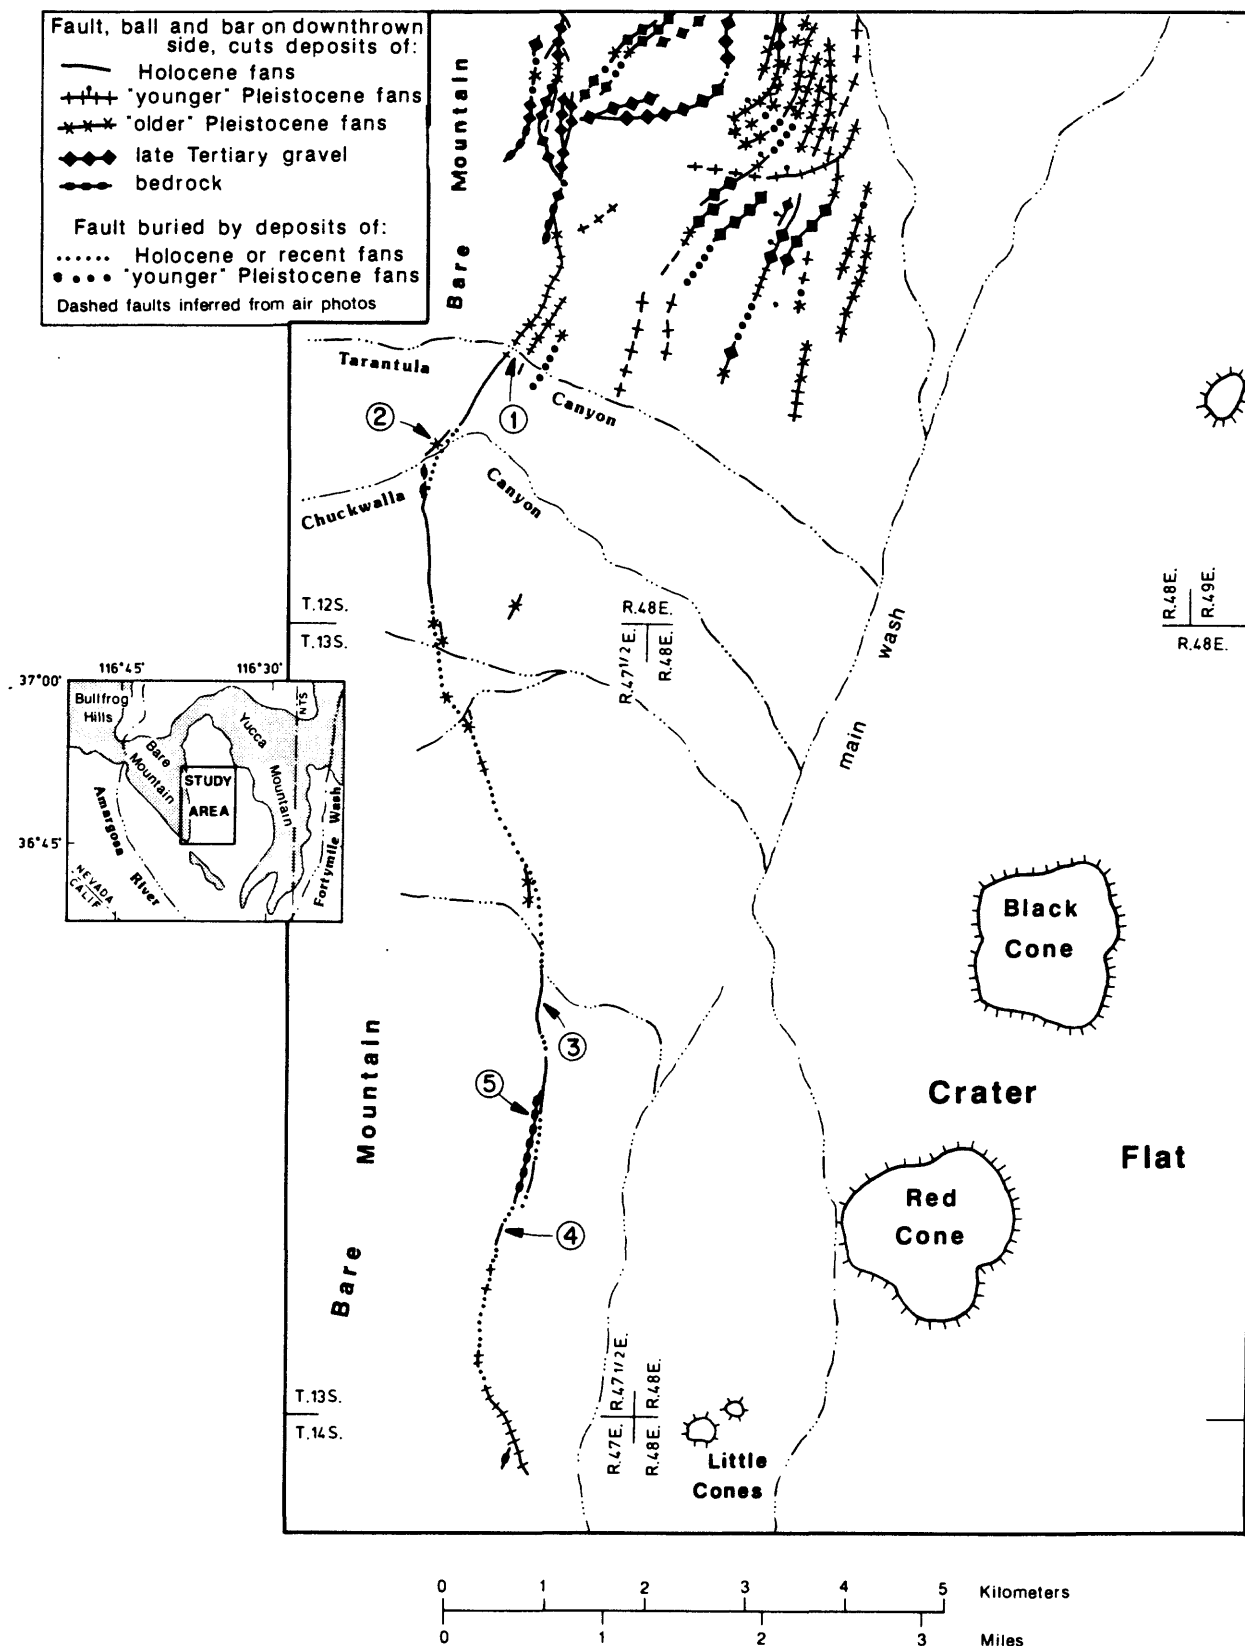 Fault, ball and bar on downthrown
side, cuts deposits of:
Holocene fans
"younger" Pleistocene fans
"older" Pleistocene fans
late Tertiary gravel
bedrock
Fault buried by deposits of:
Holocene or recent fans
"younger" Pleistocene fans
Dashed faults inferred from air photos
Bare Mountain
Tarantula
Canyon
1
2
Chuckwalla
Canyon
T.12S.
T.13S.
R.48E.
R.47 1/2 E.
R.48E.
R.48E.
R.49E.
R.48E.
wash
main
116°45'
116°30'
37°00'
36°45'
Bullfrog
Hills
Bare
Mountain
Yucca
Mountain
NTS
STUDY
AREA
Amargosa
River
Fortymile Wash
NEVADA
CALIF
Black
Cone
3
5
4
Bare Mountain
Crater
Flat
Red
Cone
T.13S.
T.14S.
R.47 1/2 E.
R.48E.
R.47E.
R.48E.
Little
Cones
0 1 2 3 4 5 Kilometers
0 1 2 3 Miles